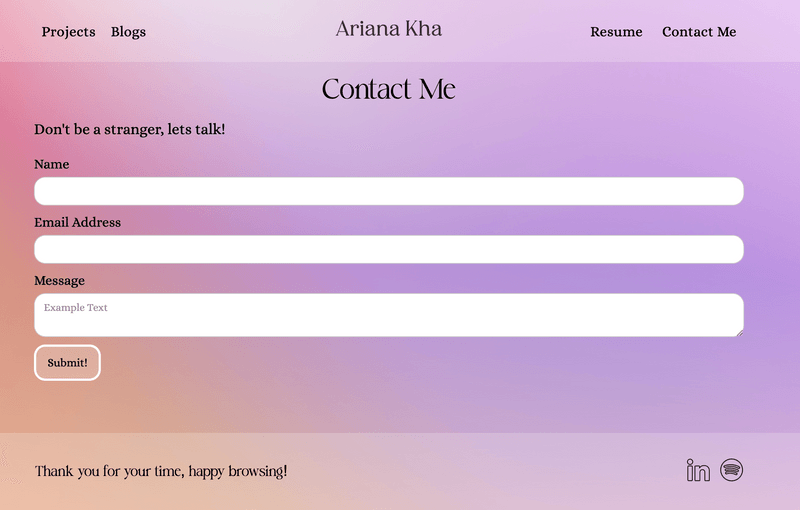 Projects Blogs Ariana Kha Resume Contact Me
Contact Me
Don't be a stranger, lets talk!
Name
Email Address
Message
Example Text
Submit!
Thank you for your time, happy browsing! in